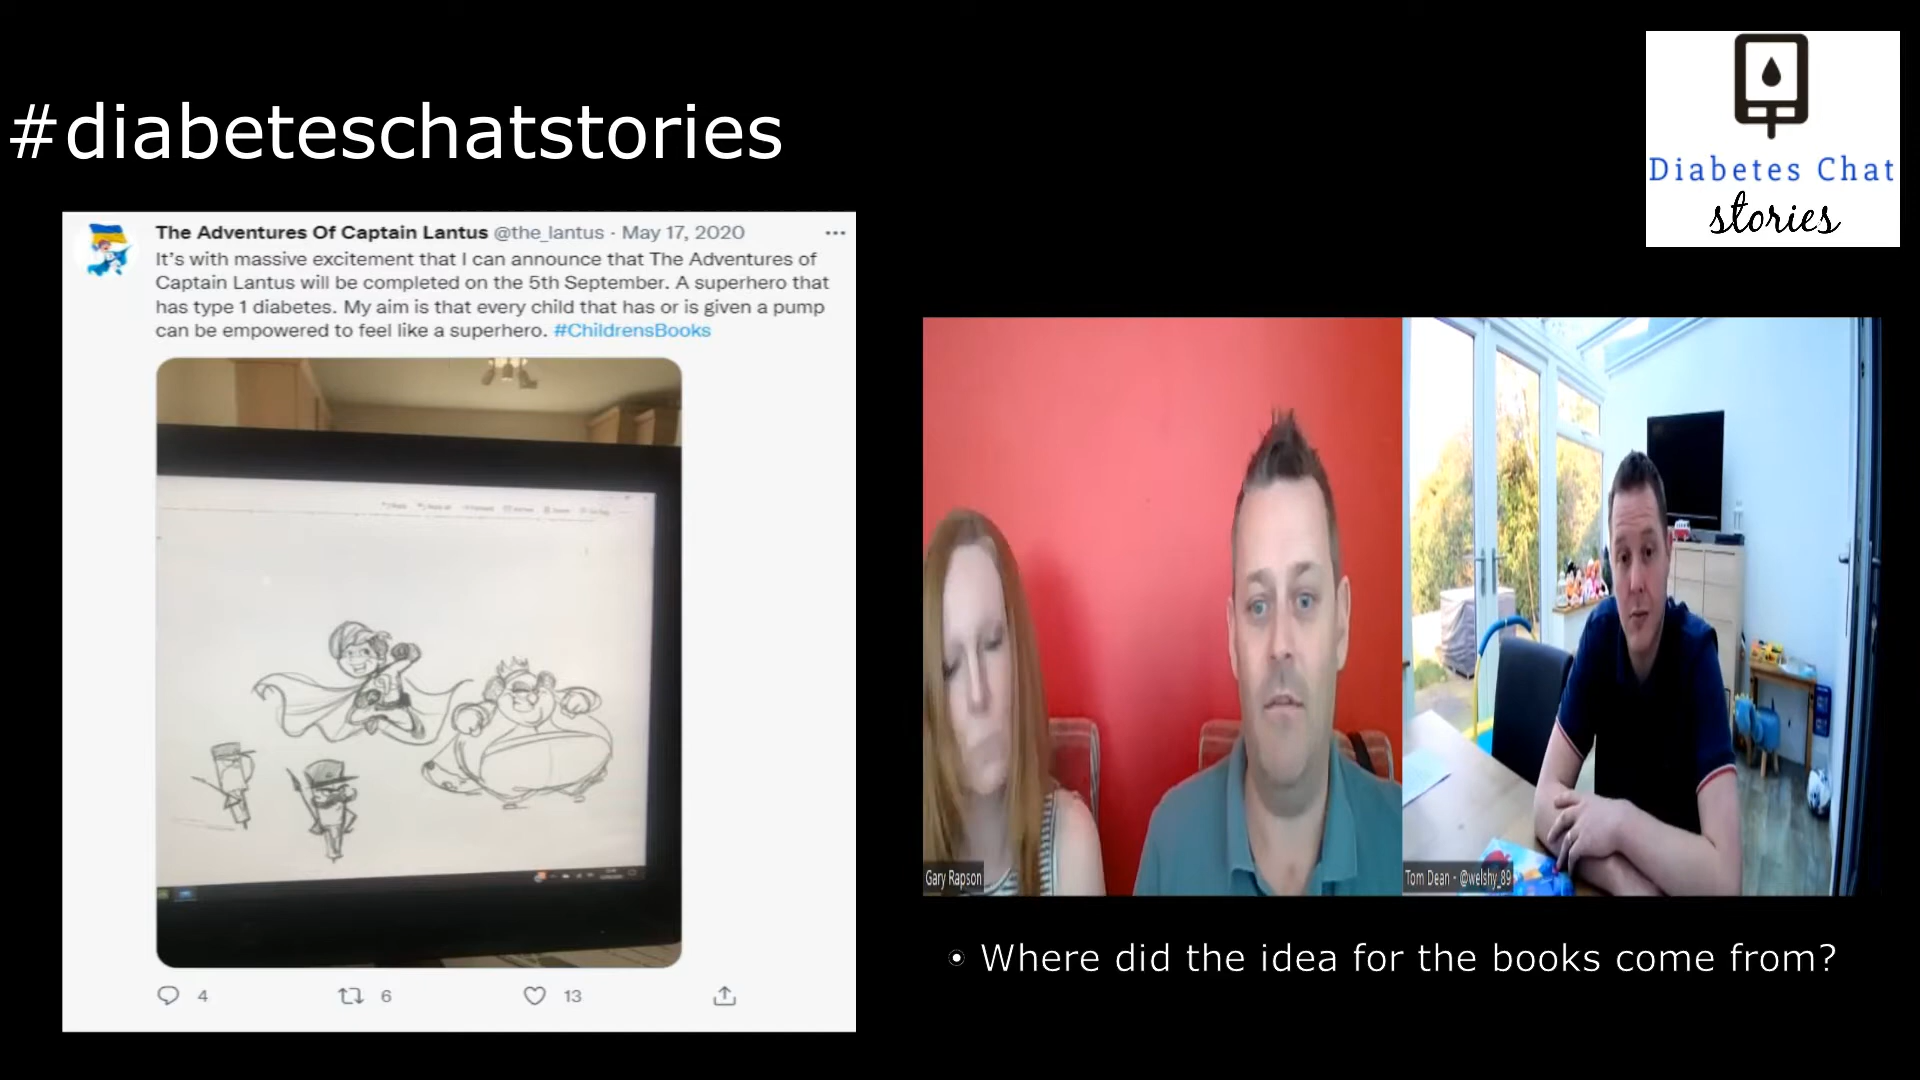 #diabeteschatstories
Diabetes Chat
stories
The Adventures Of Captain Lantus @the_lantus · May 17, 2020
It's with massive excitement that I can announce that The Adventures of
Captain Lantus will be completed on the 5th September. A superhero that
has type 1 diabetes. My aim is that every child that has or is given a pump
can be empowered to feel like a superhero. #ChildrensBooks
4 6 13
Gary Rapson
Tom Dean - @welshy_89
• Where did the idea for the books come from?